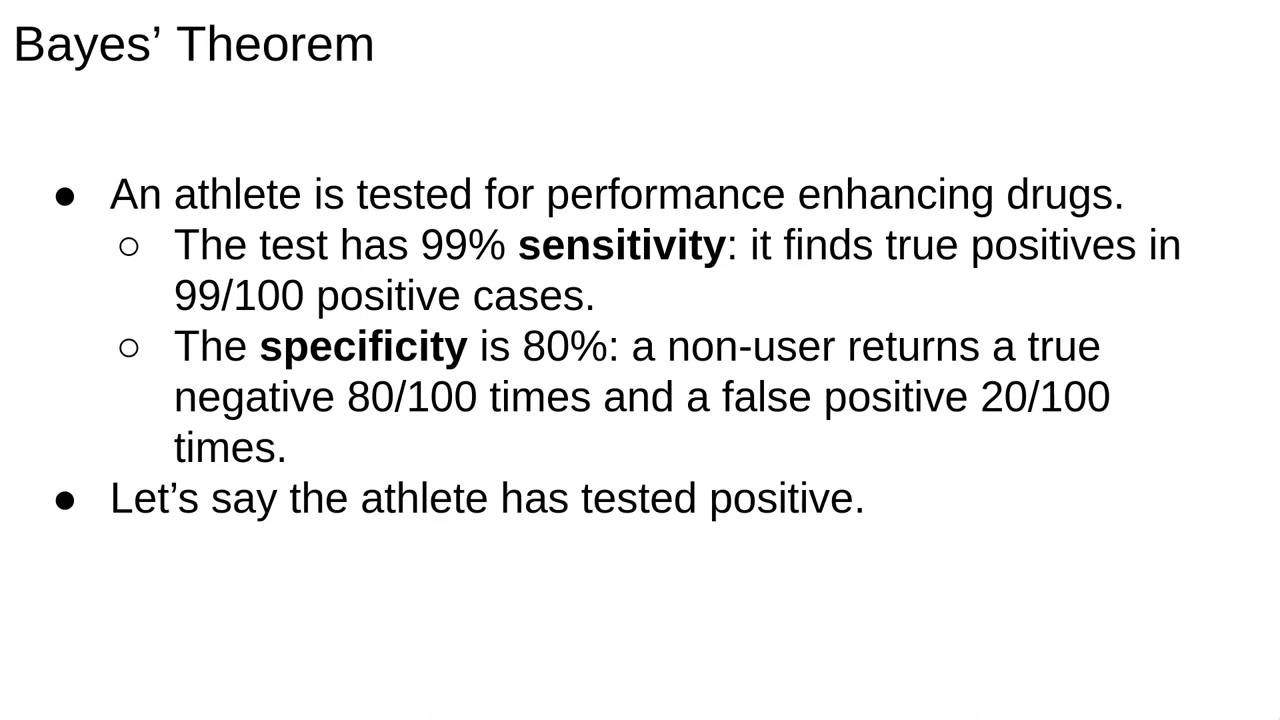 Bayes’ Theorem
● An athlete is tested for performance enhancing drugs.
○ The test has 99% sensitivity: it finds true positives in
99/100 positive cases.
○ The specificity is 80%: a non-user returns a true
negative 80/100 times and a false positive 20/100
times.
● Let’s say the athlete has tested positive.